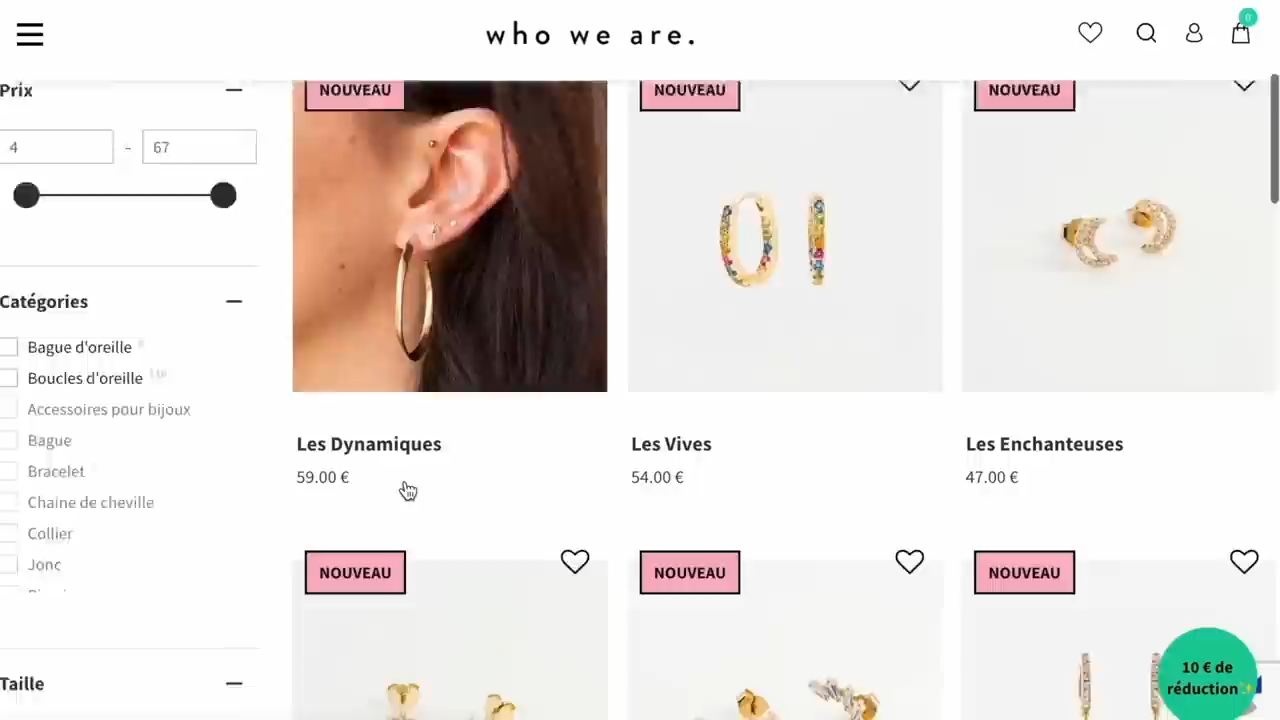 who we are.
0
Prix
4 - 67
Catégories
Bague d'oreille
Boucles d'oreille
Accessoires pour bijoux
Bague
Bracelet
Chaine de cheville
Collier
Jonc
Taille
NOUVEAU
NOUVEAU
NOUVEAU
Les Dynamiques
59.00 €
Les Vives
54.00 €
Les Enchanteuses
47.00 €
NOUVEAU
NOUVEAU
NOUVEAU
10 € de
réduction